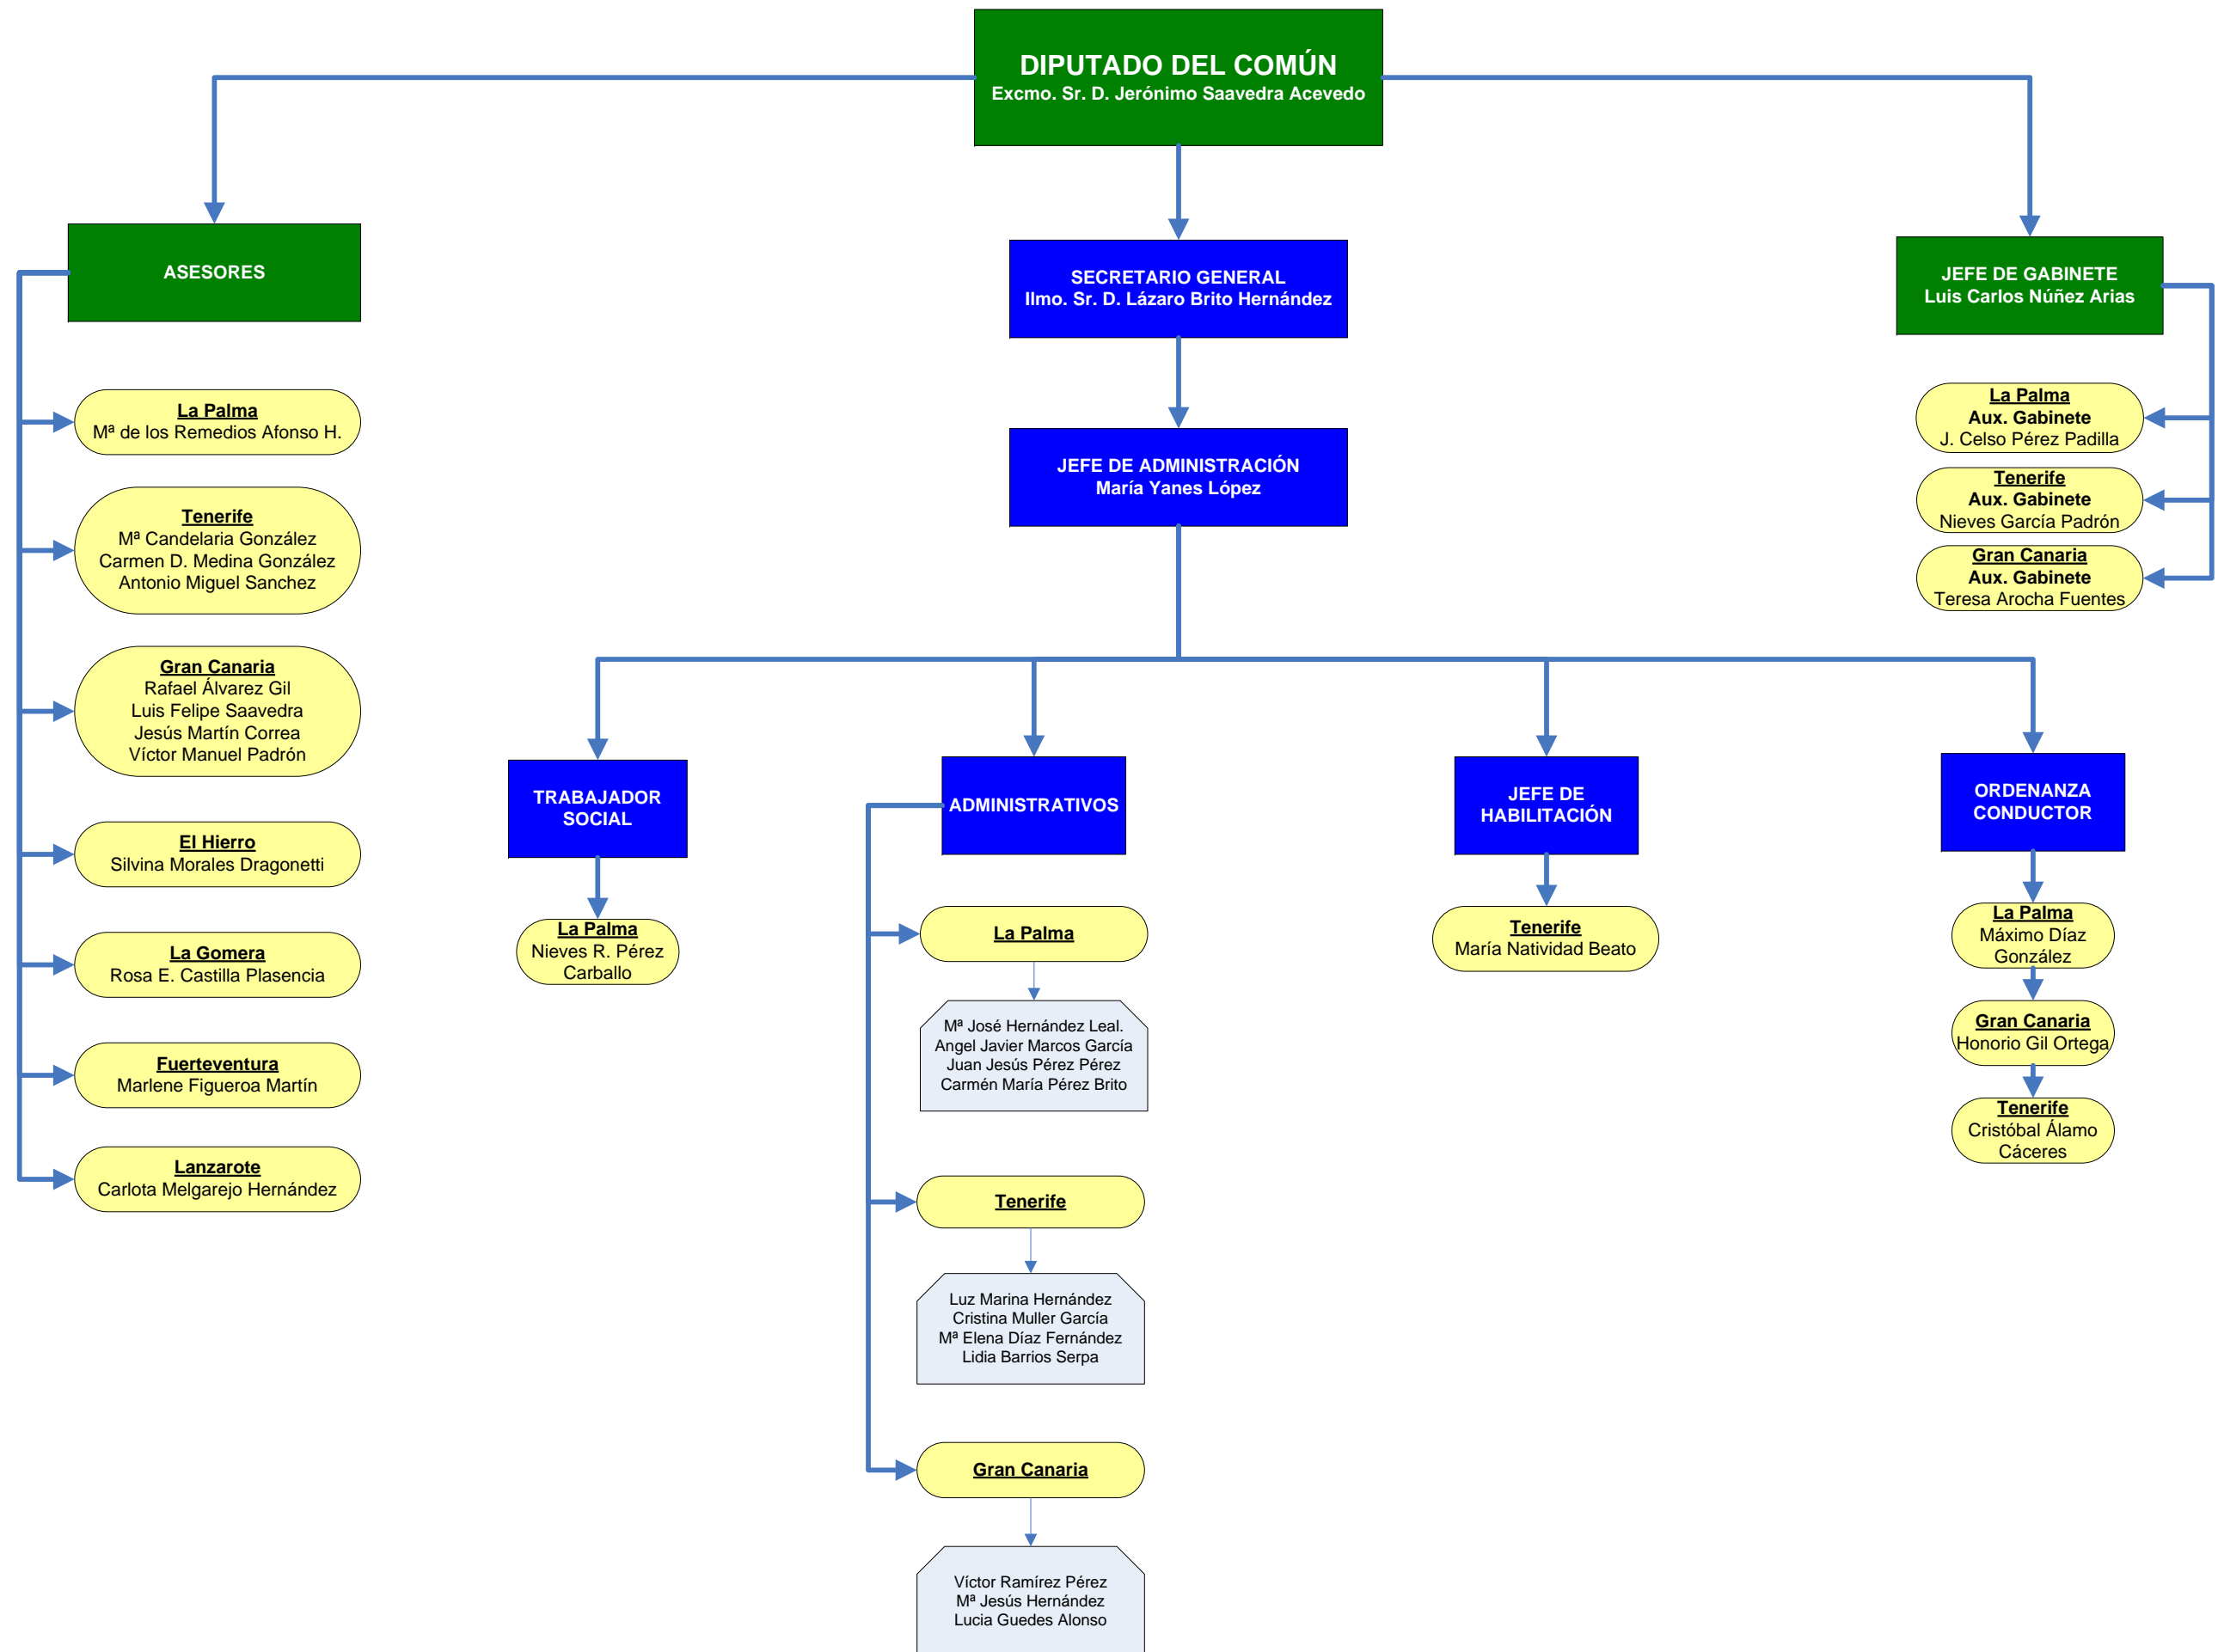 DIPUTADO DEL COMÚN
Excmo. Sr. D. Jerónimo Saavedra Acevedo
ASESORES
La Palma
Mª de los Remedios Afonso H.
Tenerife
Mª Candelaria González
Carmen D. Medina González
Antonio Miguel Sanchez
Gran Canaria
Rafael Álvarez Gil
Luis Felipe Saavedra
Jesús Martín Correa
Víctor Manuel Padrón
El Hierro
Silvina Morales Dragonetti
La Gomera
Rosa E. Castilla Plasencia
Fuerteventura
Marlene Figueroa Martín
Lanzarote
Carlota Melgarejo Hernández
SECRETARIO GENERAL
Ilmo. Sr. D. Lázaro Brito Hernández
JEFE DE ADMINISTRACIÓN
María Yanes López
TRABAJADOR
SOCIAL
La Palma
Nieves R. Pérez
Carballo
ADMINISTRATIVOS
La Palma
Mª José Hernández Leal.
Angel Javier Marcos García
Juan Jesús Pérez Pérez
Carmén María Pérez Brito
Tenerife
Luz Marina Hernández
Cristina Muller García
Mª Elena Díaz Fernández
Lidia Barrios Serpa
Gran Canaria
Víctor Ramírez Pérez
Mª Jesús Hernández
Lucia Guedes Alonso
JEFE DE
HABILITACIÓN
Tenerife
María Natividad Beato
ORDENANZA
CONDUCTOR
La Palma
Máximo Díaz
González
Gran Canaria
Honorio Gil Ortega
Tenerife
Cristóbal Álamo
Cáceres
JEFE DE GABINETE
Luis Carlos Núñez Arias
La Palma
Aux. Gabinete
J. Celso Pérez Padilla
Tenerife
Aux. Gabinete
Nieves García Padrón
Gran Canaria
Aux. Gabinete
Teresa Arocha Fuentes